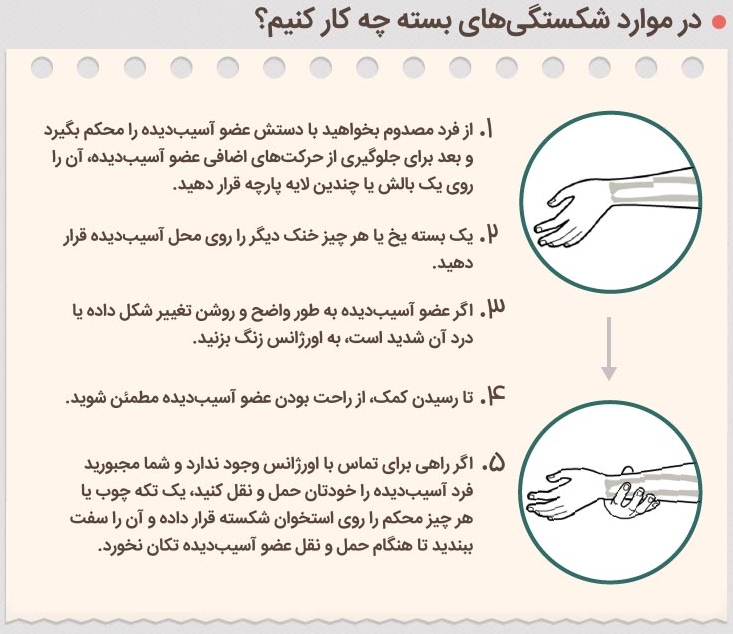 در موارد شکستگی‌های بسته چه کار کنیم؟
۱. از فرد مصدوم بخواهید با دستش عضو آسیب‌دیده را محکم بگیرد
و بعد برای جلوگیری از حرکت‌های اضافی عضو آسیب‌دیده، آن را
روی یک بالش یا چندین لایه پارچه قرار دهید.
۲. یک بسته یخ یا هر چیز خنک دیگر را روی محل آسیب‌دیده قرار
دهید.
۳. اگر عضو آسیب‌دیده به طور واضح و روشن تغییر شکل داده یا
درد آن شدید است، به اورژانس زنگ بزنید.
۴. تا رسیدن کمک، از راحت بودن عضو آسیب‌دیده مطمئن شوید.
۵. اگر راهی برای تماس با اورژانس وجود ندارد و شما مجبورید
فرد آسیب‌دیده را خودتان حمل و نقل کنید، یک تکه چوب یا
هر چیز محکم را روی استخوان شکسته قرار داده و آن را سفت
ببندید تا هنگام حمل و نقل عضو آسیب‌دیده تکان نخورد.